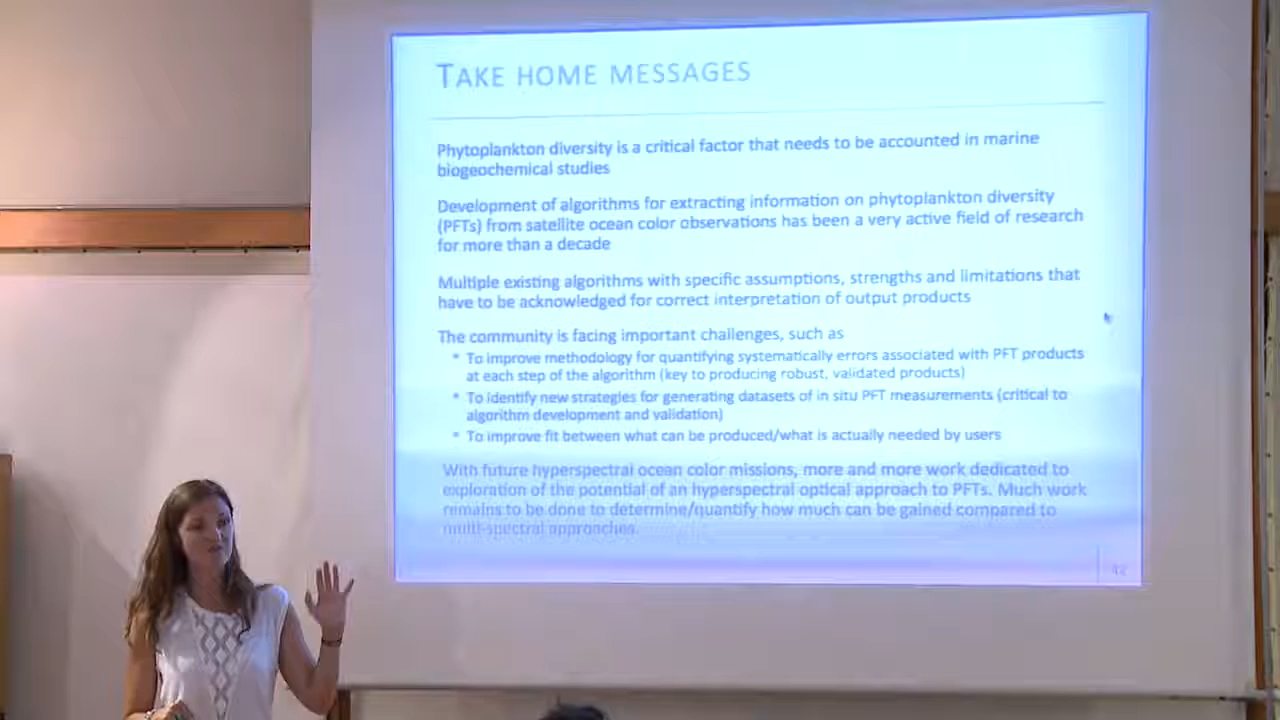 TAKE HOME MESSAGES
Phytoplankton diversity is a critical factor that needs to be accounted in marine
biogeochemical studies
Development of algorithms for extracting information on phytoplankton diversity
(PFTs) from satellite ocean color observations has been a very active field of research
for more than a decade
Multiple existing algorithms with specific assumptions, strengths and limitations that
have to be acknowledged for correct interpretation of output products
The community is facing important challenges, such as
* To improve methodology for quantifying systematically errors associated with PFT products
at each step of the algorithm (key to producing robust, validated products)
* To identify new strategies for generating datasets of in situ PFT measurements (critical to
algorithm development and validation)
* To improve fit between what can be produced/what is actually needed by users
With future hyperspectral ocean color missions, more and more work dedicated to
exploration of the potential of an hyperspectral optical approach to PFTs. Much work
remains to be done to determine/quantify how much can be gained compared to
multi-spectral approaches.
42